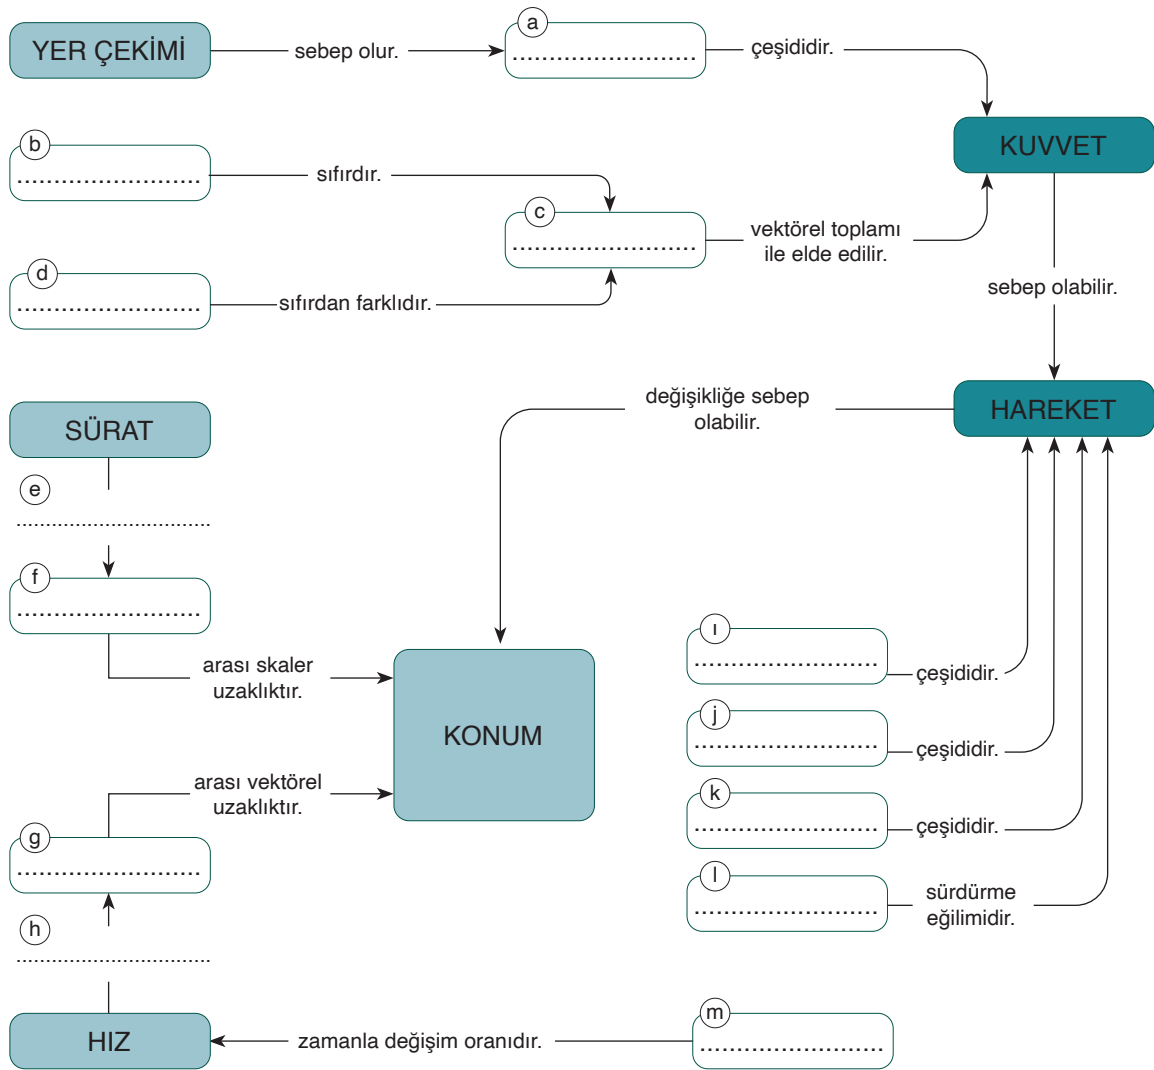 YER ÇEKİMİ
sebep olur.
a
........................
çeşididir.
KUVVET
b
........................
sıfırdır.
c
........................
vektörel toplamı
ile elde edilir.
d
........................
sıfırdan farklıdır.
sebep olabilir.
HAREKET
değişikliğe sebep
olabilir.
SÜRAT
e
........................
f
........................
arası skaler
uzaklıktır.
KONUM
arası vektörel
uzaklıktır.
g
........................
h
........................
HIZ
ı
........................
çeşididir.
j
........................
çeşididir.
k
........................
çeşididir.
l
........................
sürdürme
eğilimidir.
m
........................
zamanla değişim oranıdır.